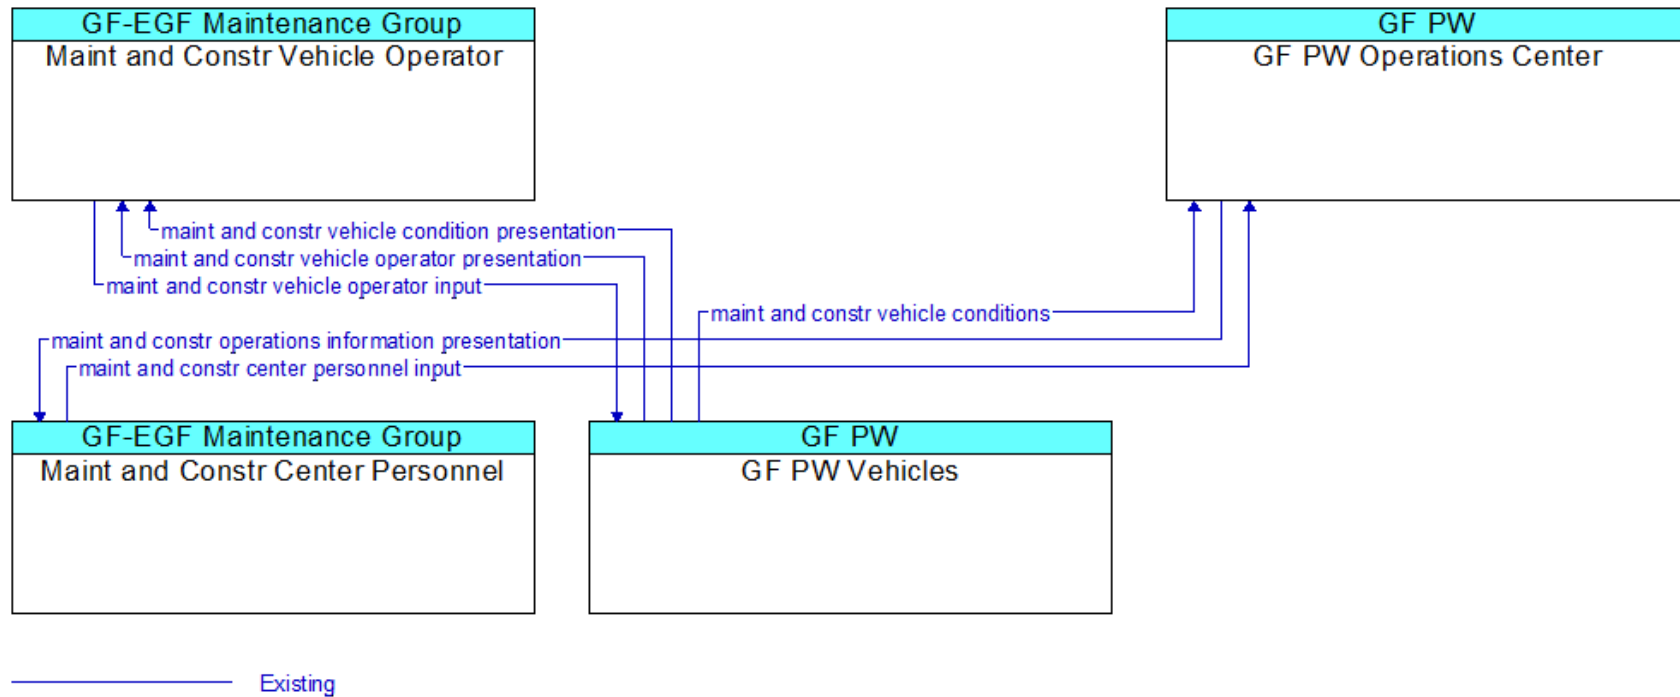 GF-EGF Maintenance Group
Maint and Constr Vehicle Operator
GF PW
GF PW Operations Center
maint and constr vehicle condition presentation
maint and constr vehicle operator presentation
maint and constr vehicle operator input
maint and constr vehicle conditions
maint and constr operations information presentation
maint and constr center personnel input
GF-EGF Maintenance Group
Maint and Constr Center Personnel
GF PW
GF PW Vehicles
Existing